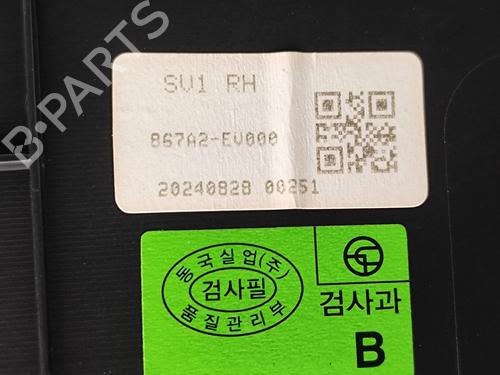 B-PARTS
SV1 RH
867A2-EV000
20240828 00251
동국실업(주)
검사필
품질관리부
검사과
B